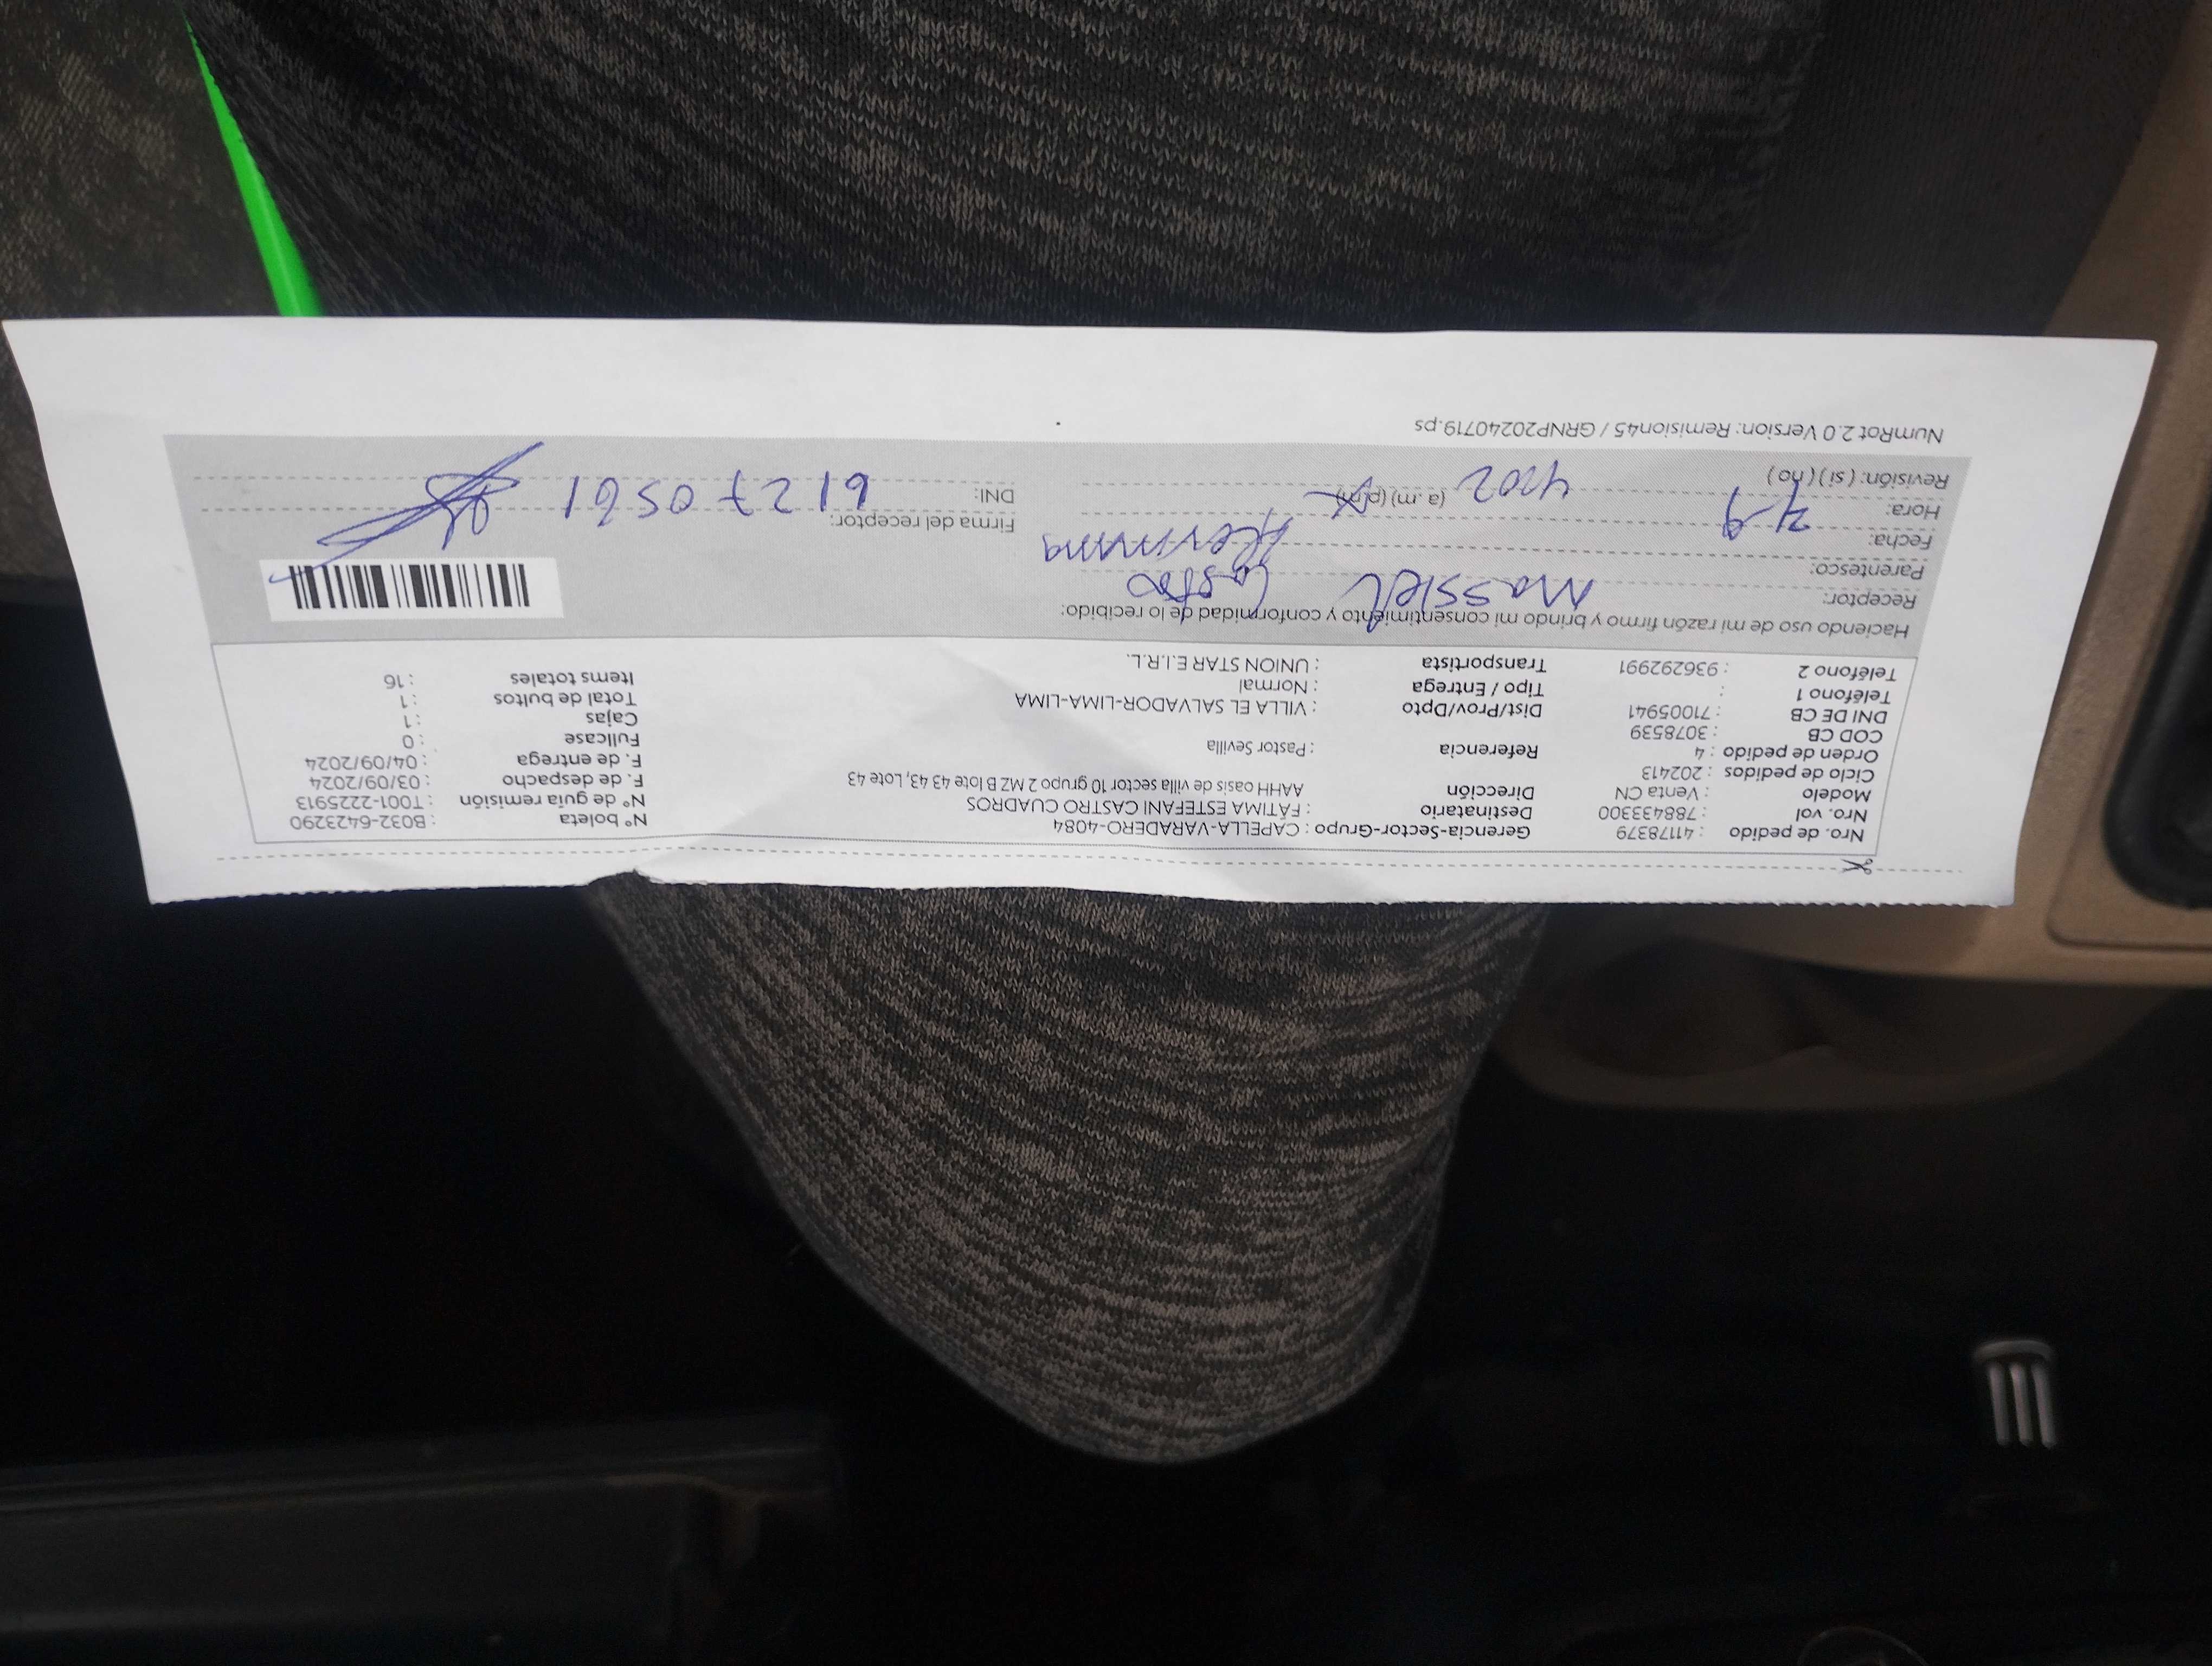 Nro. de pedido : 41178379 Gerencia-Sector-Grupo : CAPELLA-VARADERO-4084 N° boleta : B032-6423290
Nro. vol. : 788433300 Destinatario : FÁTIMA ESTEFANI CASTRO CUADROS N° de guía remisión : T001-2225913
Modelo : Venta CN Dirección AAHH oasis de villa sector 10 grupo 2 MZ B lote 43 43, Lote 43 F. de despacho : 03/09/2024
Ciclo de pedidos : 202413 F. de entrega : 04/09/2024
Orden de pedido : 4 Referencia : Pastor Sevilla Fullcase : 0
COD CB : 3078539 Cajas : 1
DNI DE CB : 71005941 Dist/Prov/Dpto : VILLA EL SALVADOR-LIMA-LIMA Total de bultos : 1
Teléfono 1 : Tipo / Entrega : Normal Items totales : 16
Teléfono 2 : 936292991 Transportista : UNION STAR E.I.R.L.
Haciendo uso de mi razón firmo y brindo mi consentimiento y conformidad de lo recibido:
Receptor: Massiel Castro
Parentesco: Hermana
Fecha: 4-9
Hora: 4:02 (a.m) (p.m)
Revisión: ( si ) ( no )
Firma del receptor:
DNI: 61270561
NumRot 2.0 Version: Remision45 / GRNP20240719.ps